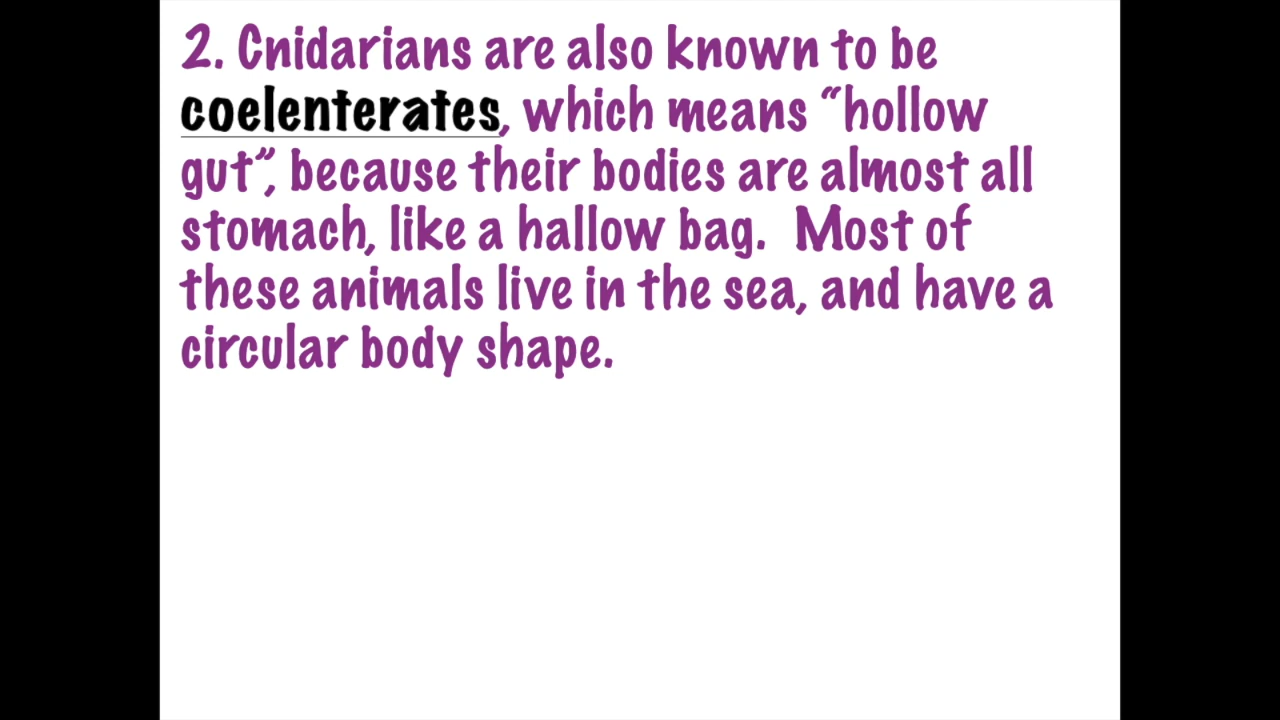 2. Cnidarians are also known to be
coelenterates, which means “hollow
gut”, because their bodies are almost all
stomach, like a hallow bag.  Most of
these animals live in the sea, and have a
circular body shape.